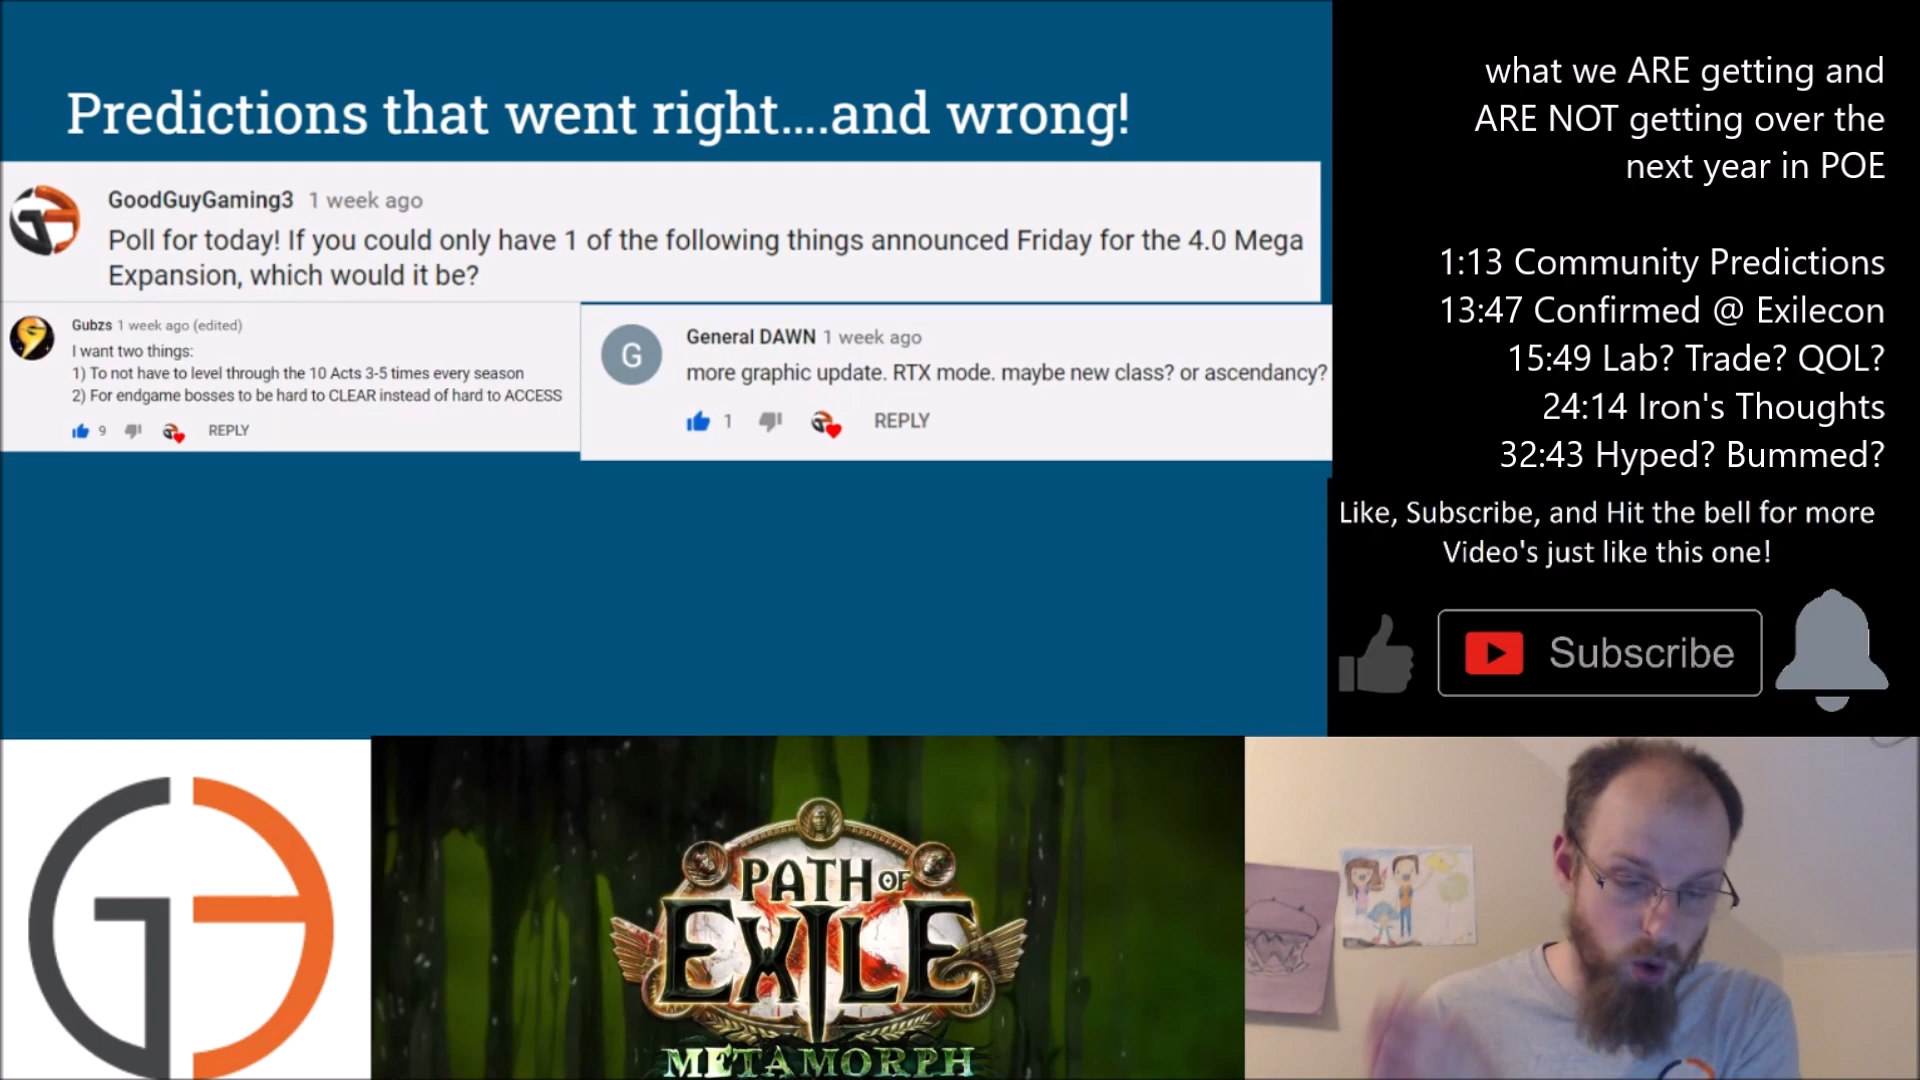 Predictions that went right....and wrong!
GoodGuyGaming3 1 week ago
Poll for today! If you could only have 1 of the following things announced Friday for the 4.0 Mega
Expansion, which would it be?
Gubzs 1 week ago (edited)
I want two things:
1) To not have to level through the 10 Acts 3-5 times every season
2) For endgame bosses to be hard to CLEAR instead of hard to ACCESS
9 REPLY
G
General DAWN 1 week ago
more graphic update. RTX mode. maybe new class? or ascendancy?
1 REPLY
what we ARE getting and
ARE NOT getting over the
next year in POE
1:13 Community Predictions
13:47 Confirmed @ Exilecon
15:49 Lab? Trade? QOL?
24:14 Iron's Thoughts
32:43 Hyped? Bummed?
Like, Subscribe, and Hit the bell for more
Video's just like this one!
Subscribe
PATH OF
EXILE
METAMORPH